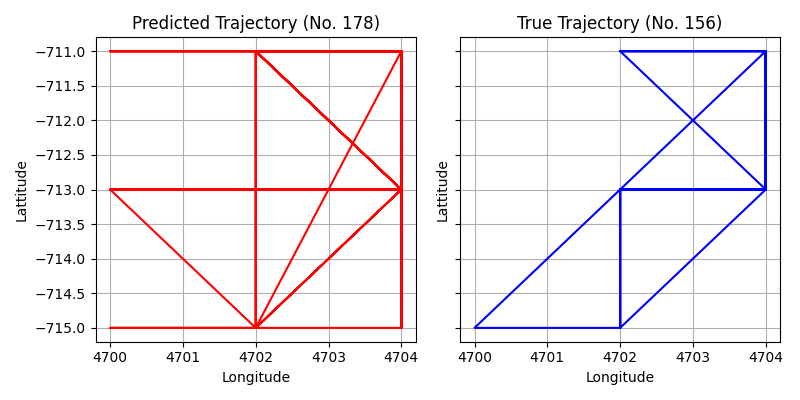 Predicted Trajectory (No. 178)
True Trajectory (No. 156)
−711.0
−711.5
−712.0
−712.5
−713.0
−713.5
−714.0
−714.5
−715.0
Lattitude
Lattitude
4700 4701 4702 4703 4704
4700 4701 4702 4703 4704
Longitude
Longitude